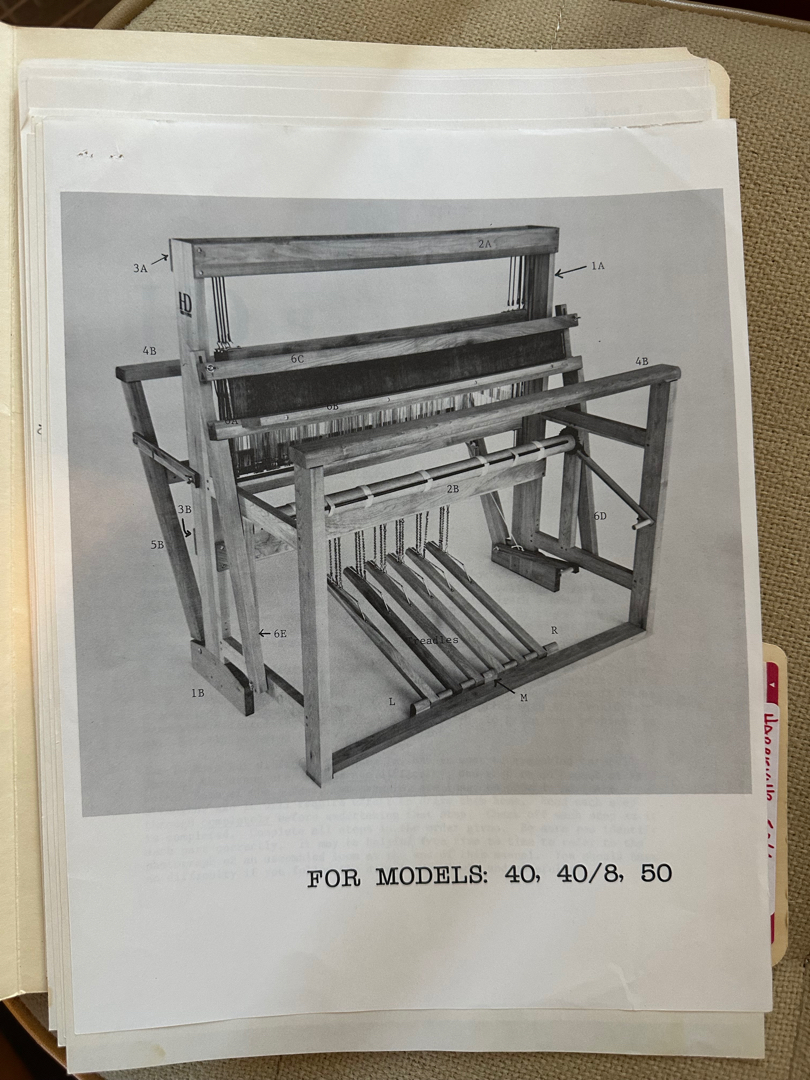 2A
3A
1A
HD
4B
4B
6C
6B
2B
3B
6D
5B
Treadles
R
6E
1B
L
M
FOR MODELS: 40, 40/8, 50